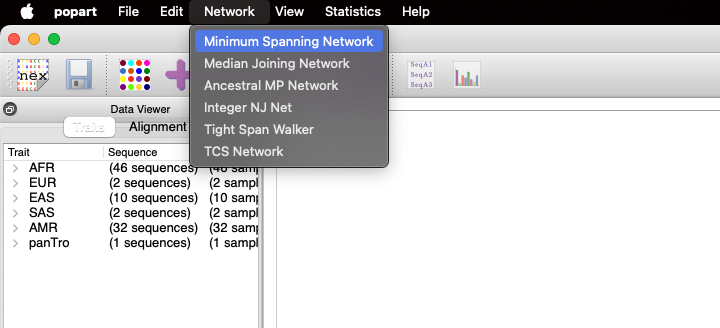 popart File Edit Network View Statistics Help
Minimum Spanning Network
Median Joining Network
Ancestral MP Network
Integer NJ Net
Tight Span Walker
TCS Network
nex
SeqA1
SeqA2
SeqA3
Data Viewer
Traits Alignment
Trait Sequence
AFR (46 sequences) (46 samp
EUR (2 sequences) (2 sampl
EAS (10 sequences) (10 sam
SAS (2 sequences) (2 sampl
AMR (32 sequences) (32 sam
panTro (1 sequences) (1 sampl